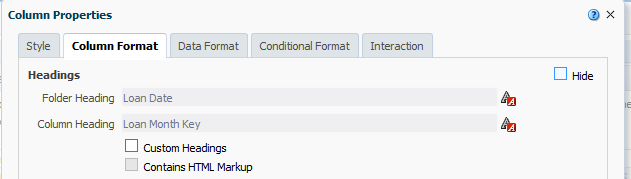 Column Properties
Style Column Format Data Format Conditional Format Interaction
Headings Hide
Folder Heading Loan Date
Column Heading Loan Month Key
Custom Headings
Contains HTML Markup